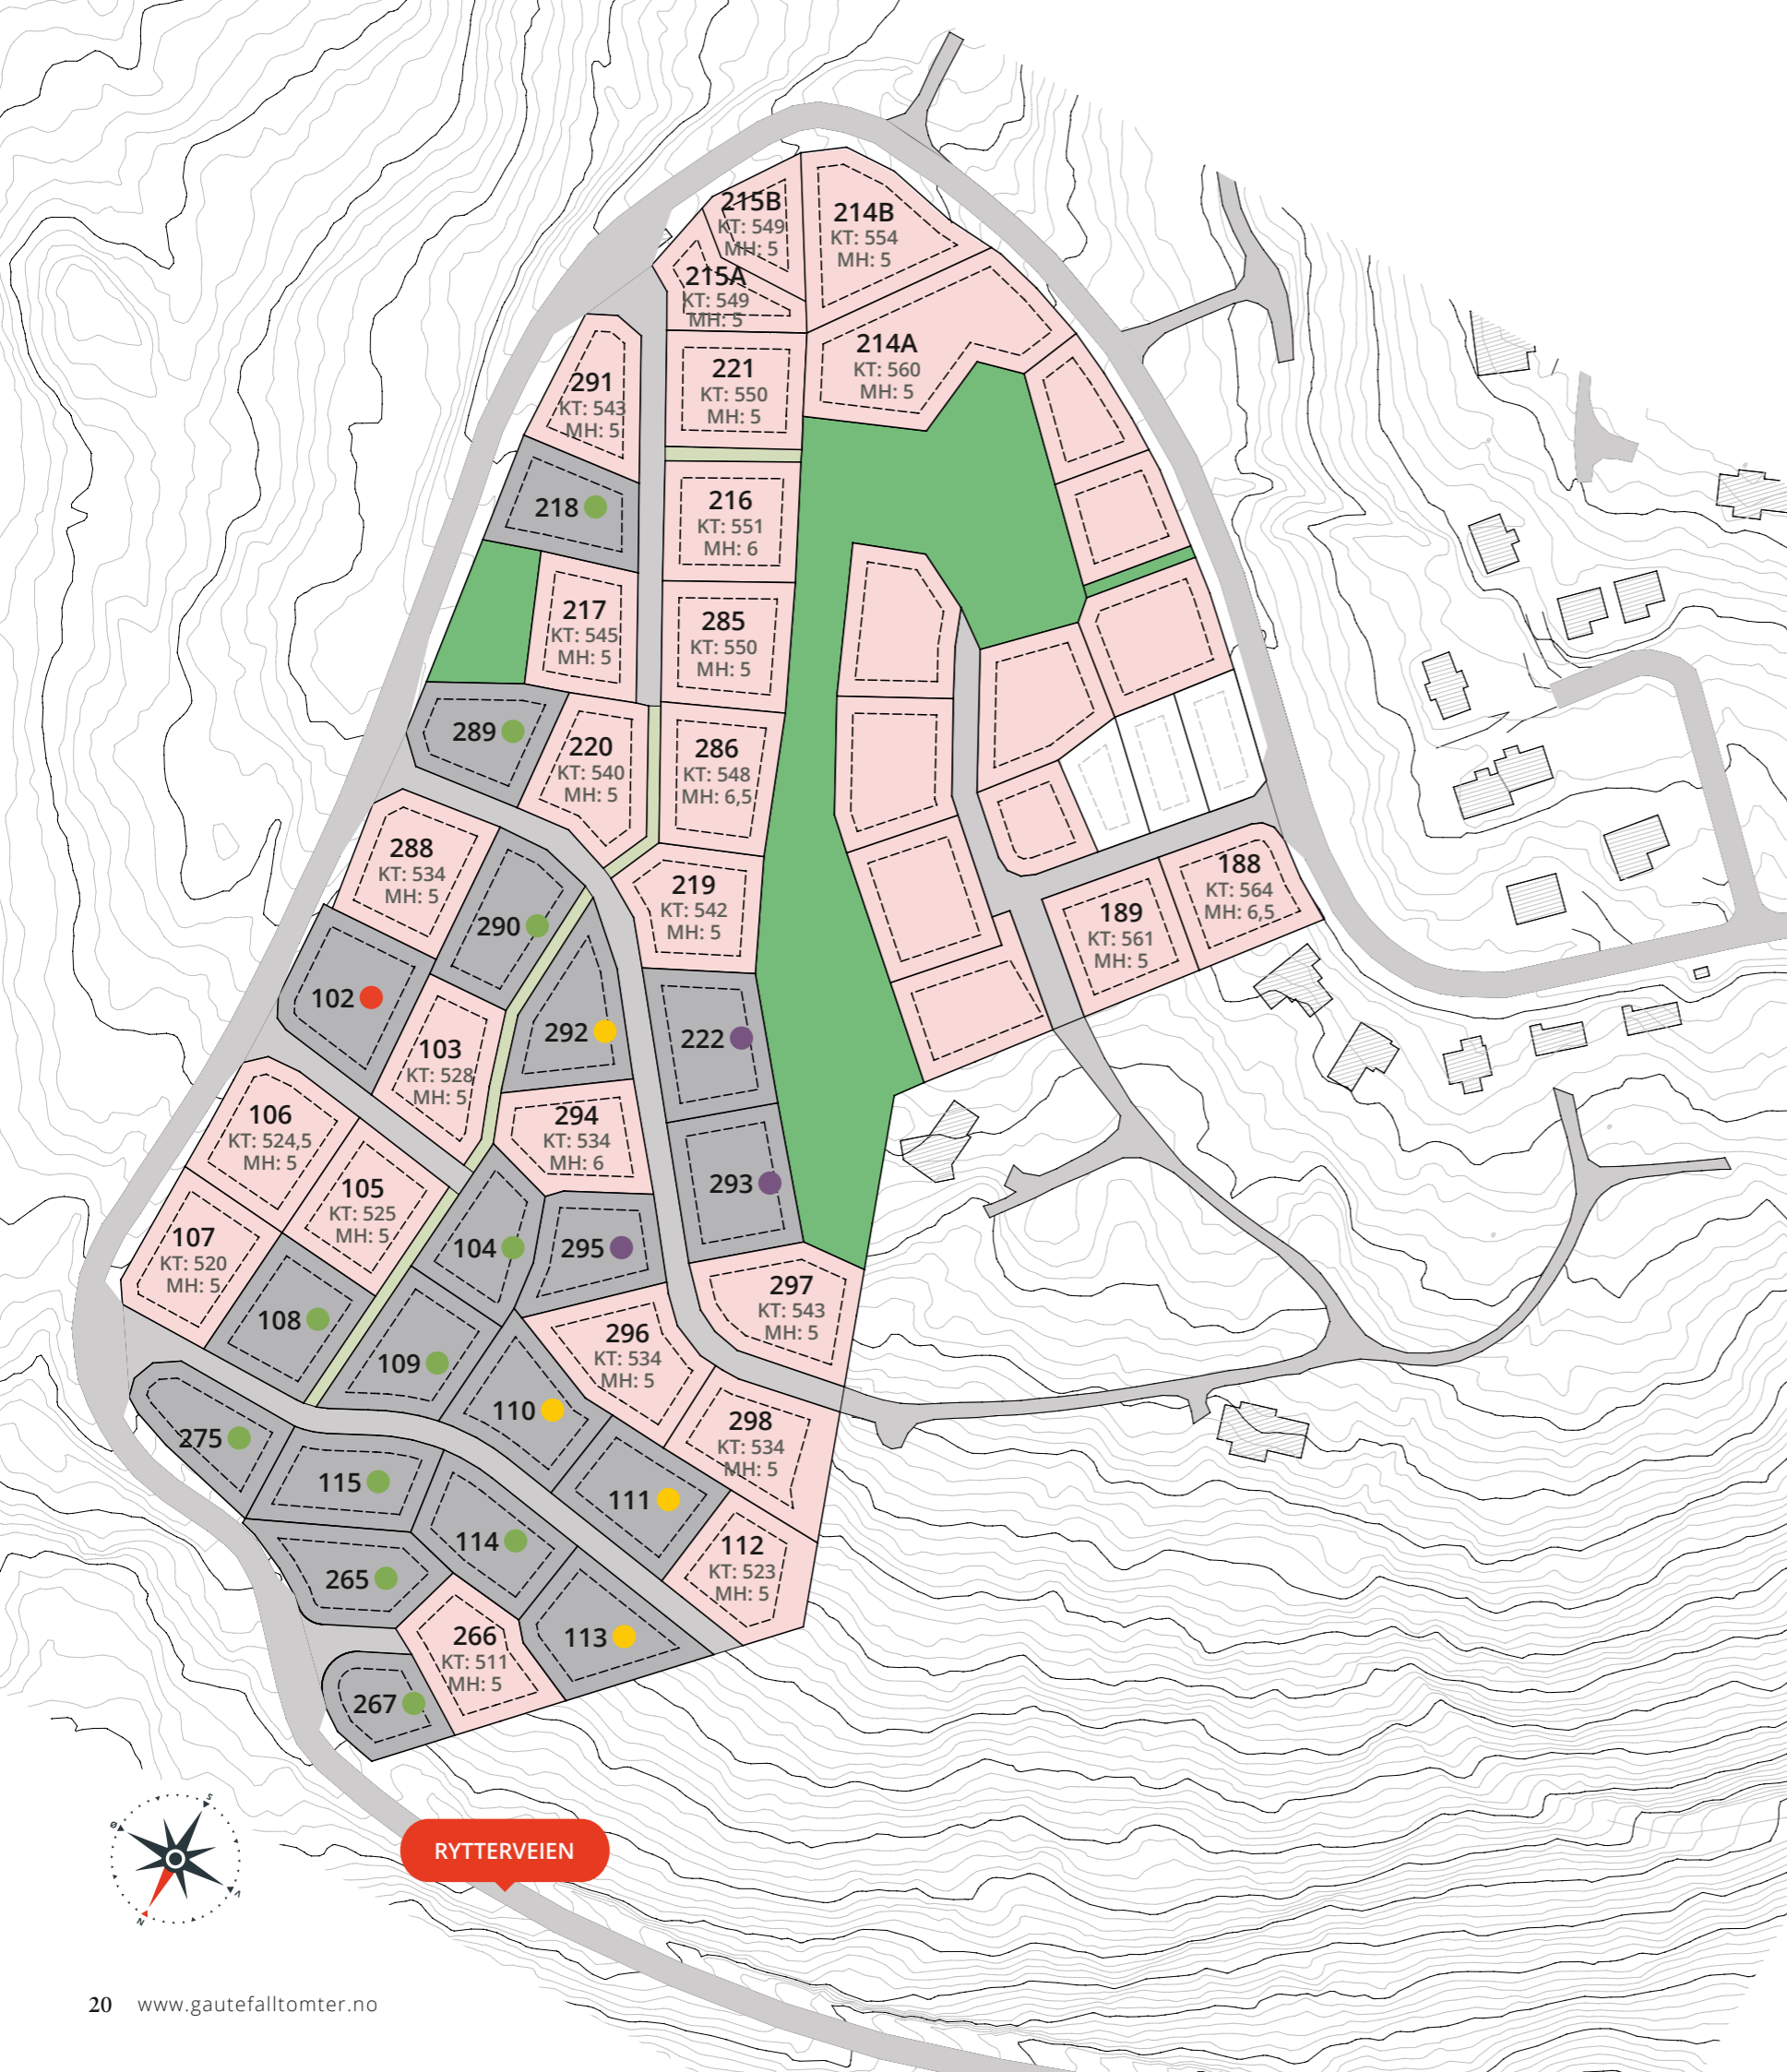 215B
KT: 549
MH: 5
214B
KT: 554
MH: 5
215A
KT: 549
MH: 5
214A
KT: 560
MH: 5
221
KT: 550
MH: 5
291
KT: 543
MH: 5
218
216
KT: 551
MH: 6
217
KT: 545
MH: 5
285
KT: 550
MH: 5
289
220
KT: 540
MH: 5
286
KT: 548
MH: 6,5
288
KT: 534
MH: 5
290
219
KT: 542
MH: 5
188
KT: 564
MH: 6,5
189
KT: 561
MH: 5
102
292
222
103
KT: 528
MH: 5
106
KT: 524,5
MH: 5
294
KT: 534
MH: 6
105
KT: 525
MH: 5
293
107
KT: 520
MH: 5
104
295
108
297
KT: 543
MH: 5
109
296
KT: 534
MH: 5
110
298
KT: 534
MH: 5
275
115
111
114
112
KT: 523
MH: 5
265
266
KT: 511
MH: 5
113
267
S
Ø
V
N
RYTTERVEIEN
20 www.gautefalltomter.no